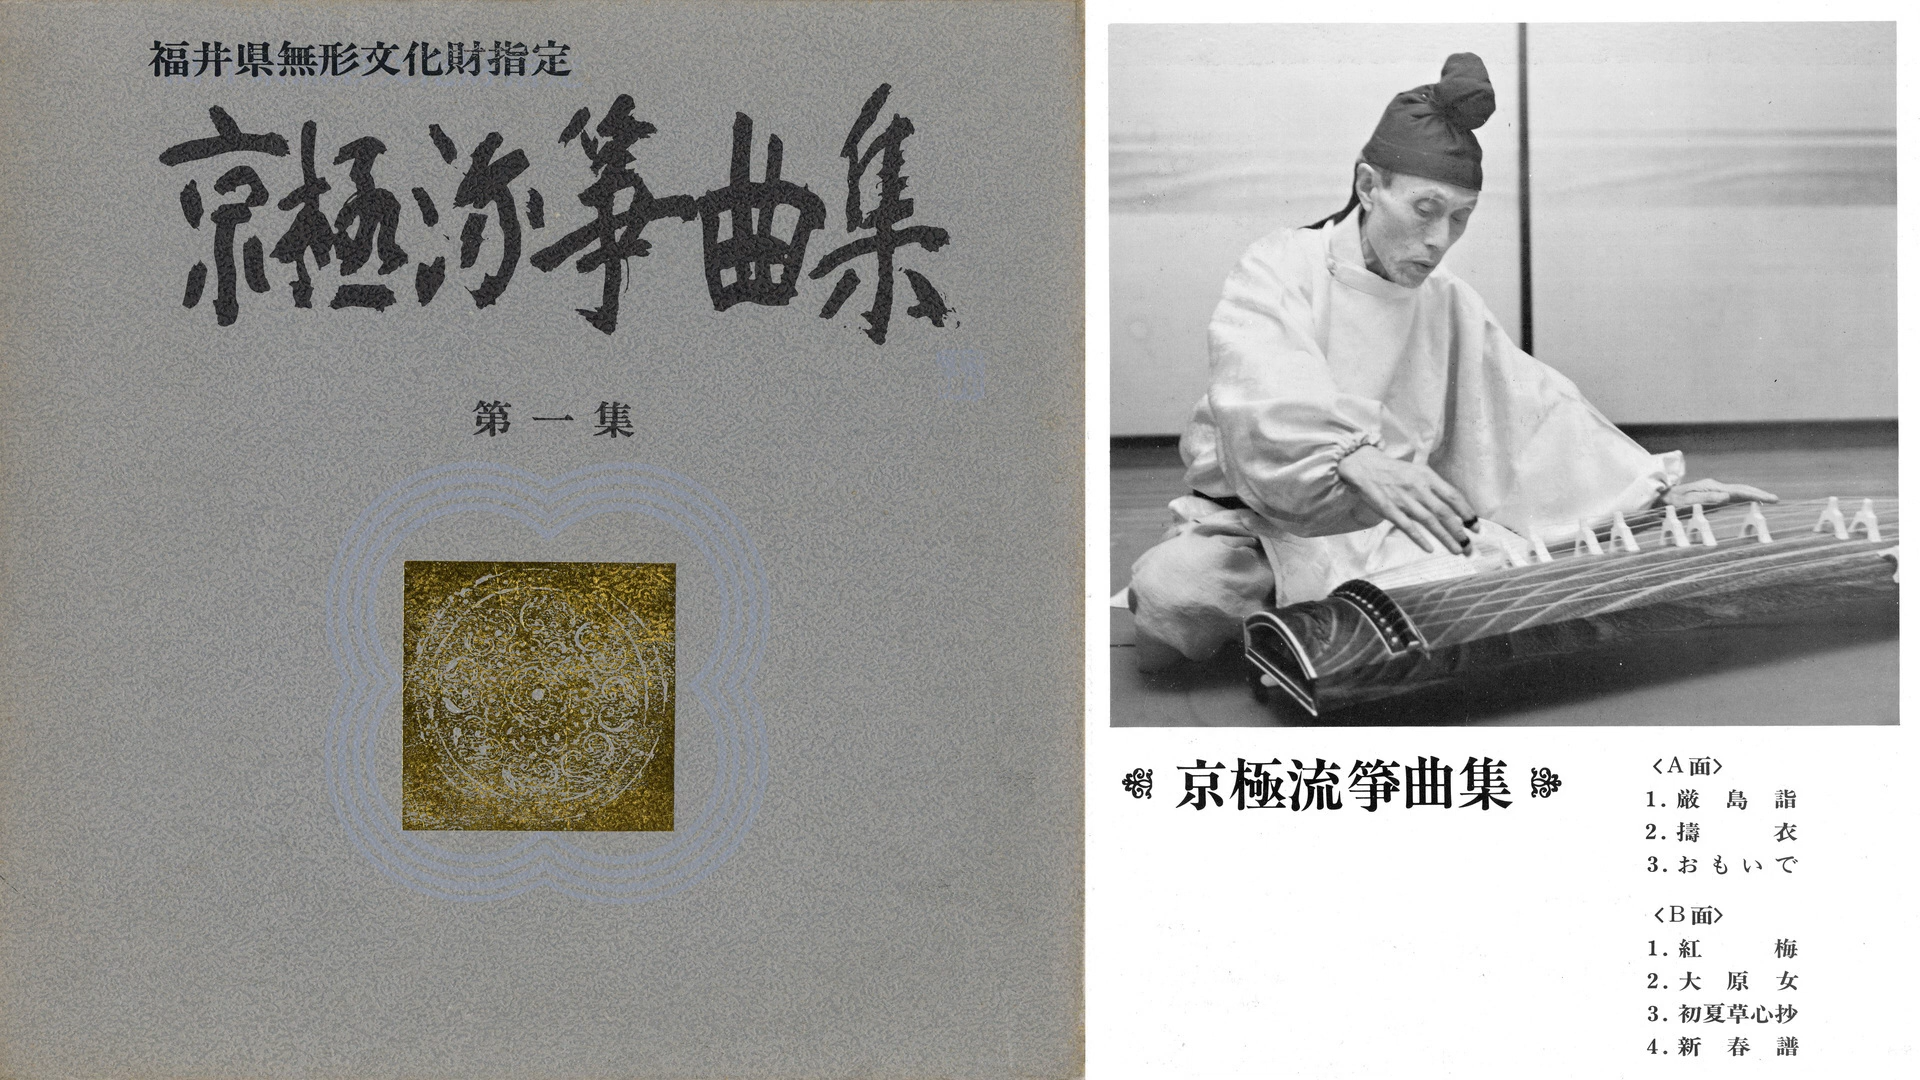 福井県無形文化財指定
京極流箏曲集
第一集
京極流箏曲集
〈A面〉
1. 厳島詣
2. 擣衣
3. おもいで
〈B面〉
1. 紅梅
2. 大原女
3. 初夏草心抄
4. 新春譜